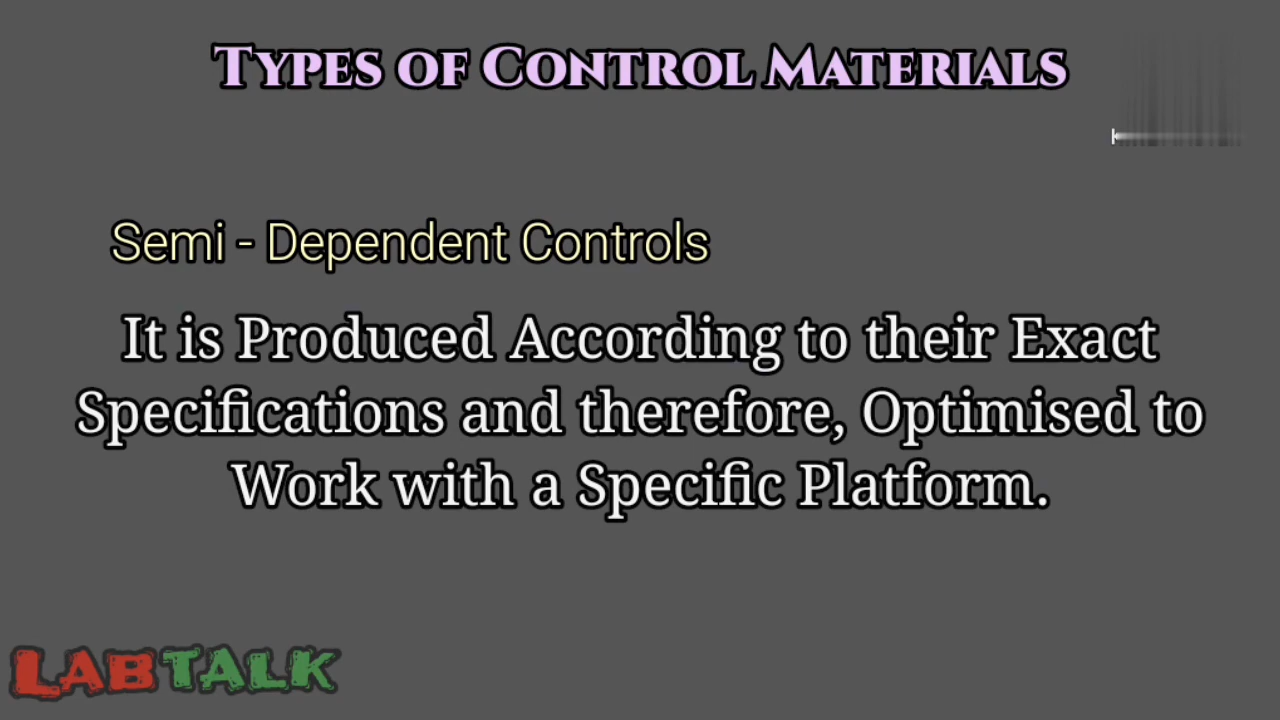 Types of Control Materials
Semi - Dependent Controls
It is Produced According to their Exact
Specifications and therefore, Optimised to
Work with a Specific Platform.
LABTALK